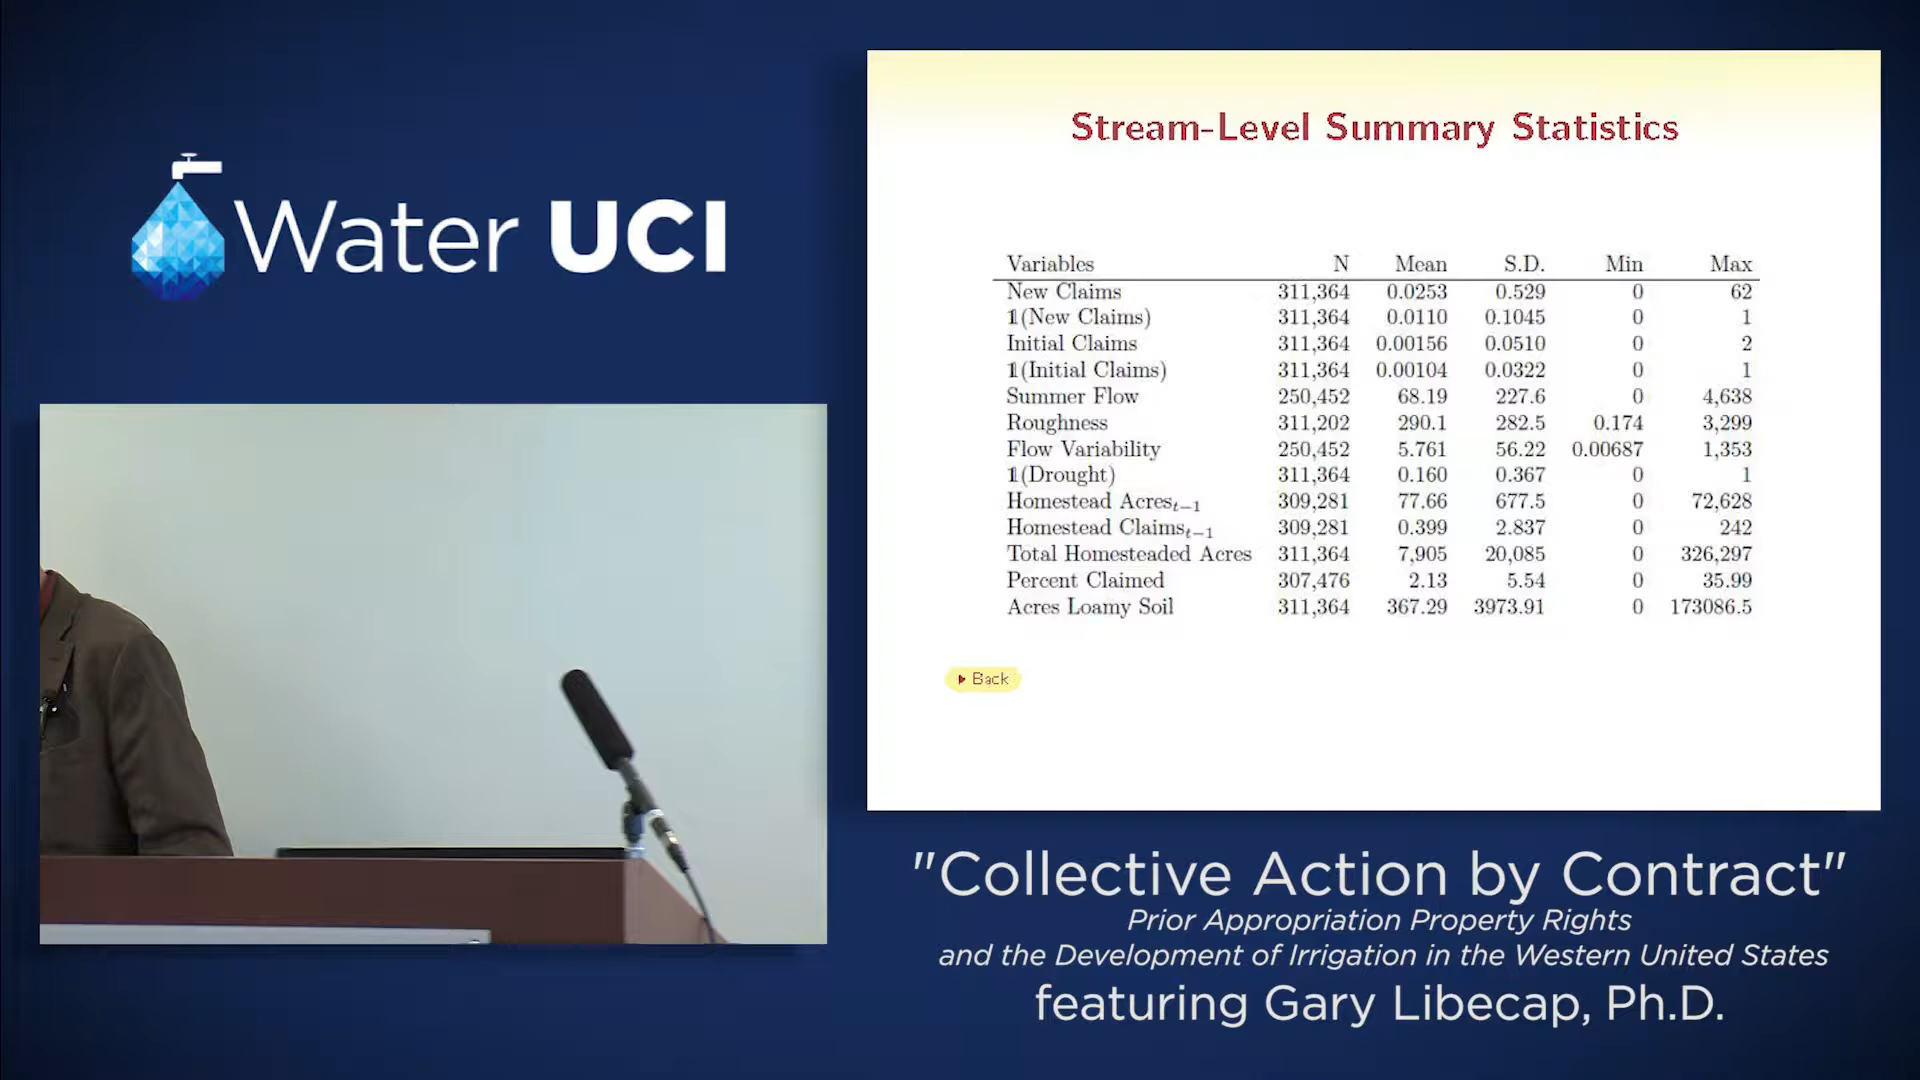 Water UCI
Stream-Level Summary Statistics
Variables N Mean S.D. Min Max
New Claims 311,364 0.0253 0.529 0 62
1(New Claims) 311,364 0.0110 0.1045 0 1
Initial Claims 311,364 0.00156 0.0510 0 2
1(Initial Claims) 311,364 0.00104 0.0322 0 1
Summer Flow 250,452 68.19 227.6 0 4,638
Roughness 311,202 290.1 282.5 0.174 3,299
Flow Variability 250,452 5.761 56.22 0.00687 1,353
1(Drought) 311,364 0.160 0.367 0 1
Homestead Acres t−1 309,281 77.66 677.5 0 72,628
Homestead Claims t−1 309,281 0.399 2.837 0 242
Total Homesteaded Acres 311,364 7,905 20,085 0 326,297
Percent Claimed 307,476 2.13 5.54 0 35.99
Acres Loamy Soil 311,364 367.29 3973.91 0 173086.5
Back
"Collective Action by Contract"
Prior Appropriation Property Rights
and the Development of Irrigation in the Western United States
featuring Gary Libecap, Ph.D.